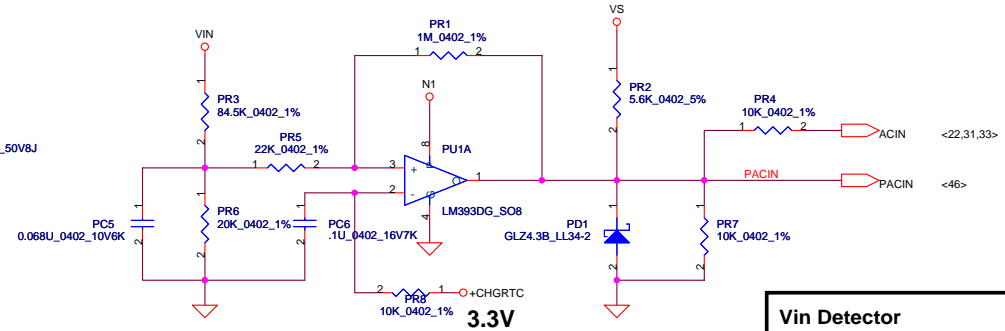 VIN
PR1
1M_0402_1%
1
2
VS
N1
PR3
84.5K_0402_1%
1
2
PR2
5.6K_0402_5%
1
2
PR4
10K_0402_1%
1
2
ACIN
<22,31,33>
_50V8J
PR5
22K_0402_1%
1
2
8
PU1A
3
+
2
-
P
G
O
1
4
LM393DG_SO8
PACIN
PACIN
<46>
PC5
0.068U_0402_10V6K
1
2
PR6
20K_0402_1%
1
2
PC6
.1U_0402_16V7K
1
2
PD1
GLZ4.3B_LL34-2
1
2
PR7
10K_0402_1%
1
2
2
1
+CHGRTC
PR8
10K_0402_1%
3.3V
Vin Detector